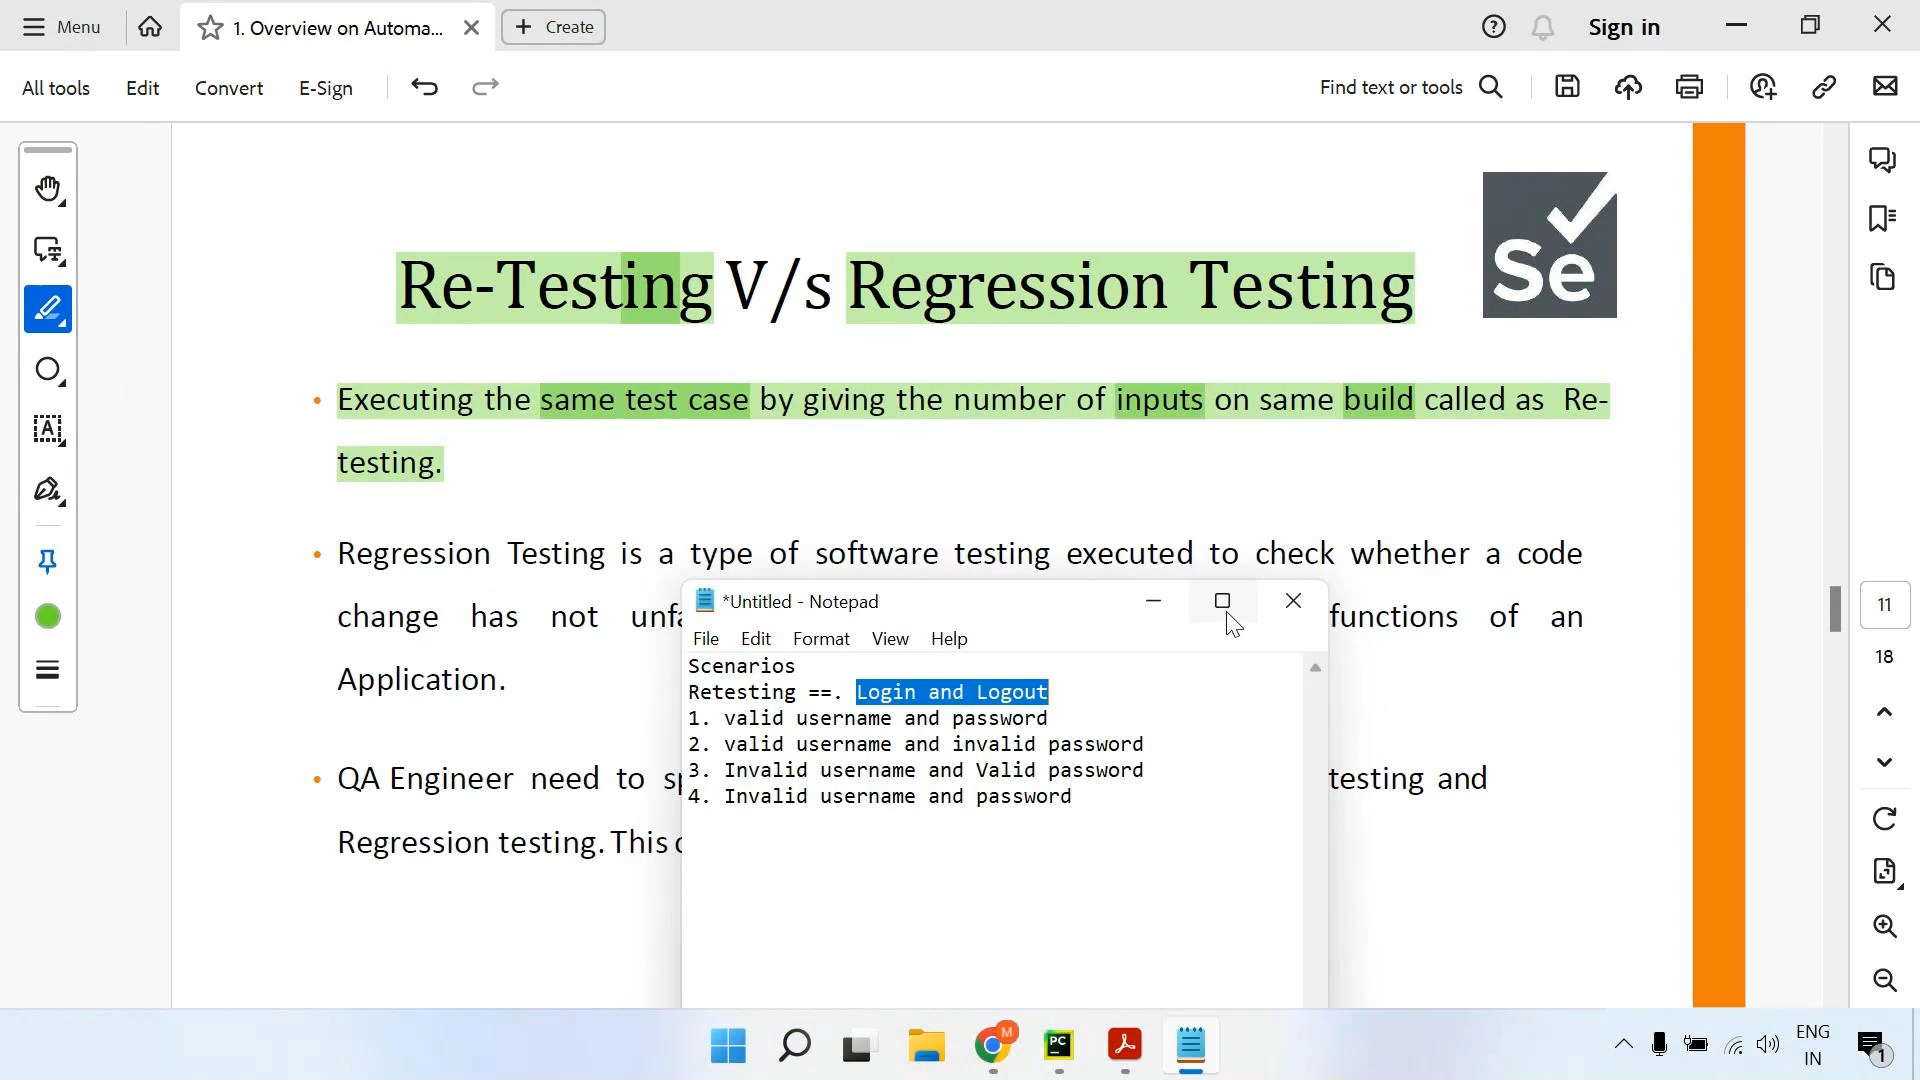 Menu
1. Overview on Automa...
Create
Sign in
All tools
Edit
Convert
E-Sign
Find text or tools
Re-Testing V/s Regression Testing
Se
Executing the same test case by giving the number of inputs on same build called as Re-
testing.
Regression Testing is a type of software testing executed to check whether a code
change has not functions of an
Application.
QA Engineer need to testing and
Regression testing. This
*Untitled - Notepad
File Edit Format View Help
Scenarios
Retesting ==. Login and Logout
1. valid username and password
2. valid username and invalid password
3. Invalid username and Valid password
4. Invalid username and password
11
18
M
PC
ENG
IN
1